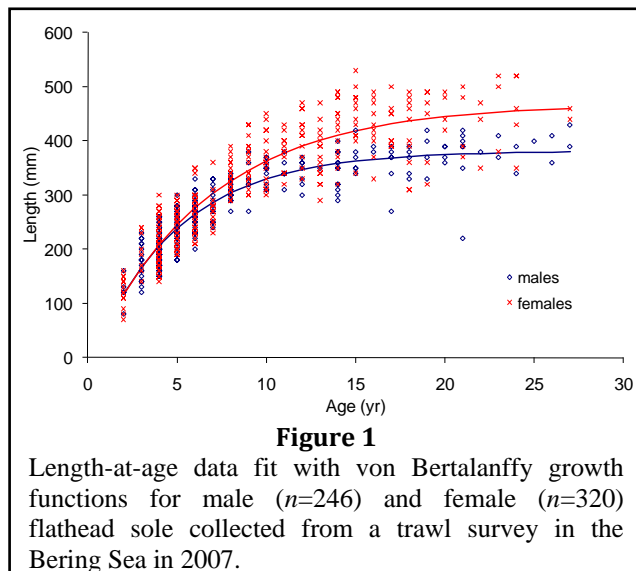 600
500
400
300
200
100
0
Length (mm)
males
females
0 5 10 15 20 25 30
Age (yr)
Figure 1
Length-at-age data fit with von Bertalanffy growth
functions for male (n=246) and female (n=320)
flathead sole collected from a trawl survey in the
Bering Sea in 2007.